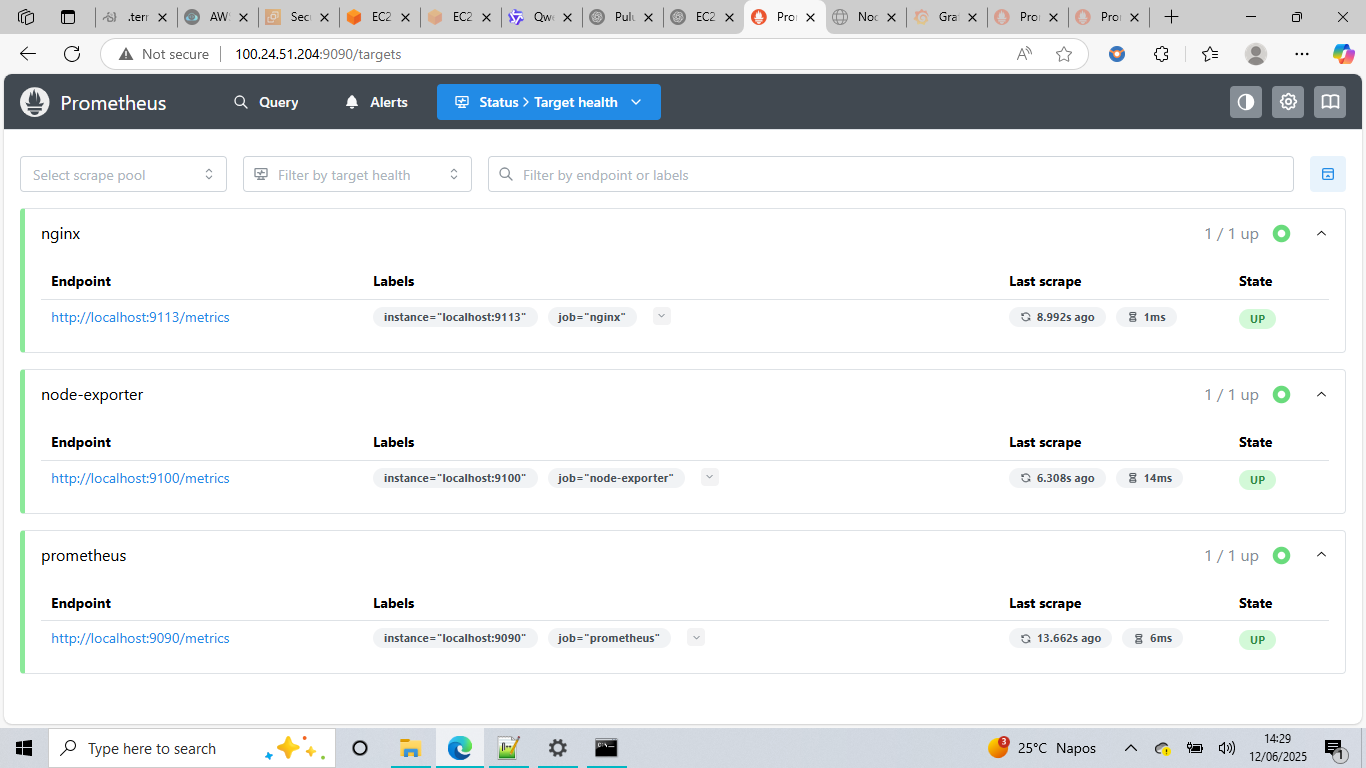 .terr
AWS
Secu
EC2
EC2
Qwe
Pulu
EC2
Pro
Nod
Graf
Pro
Pro
Not secure
100.24.51.204:9090/targets
Prometheus
Query
Alerts
Status > Target health
Select scrape pool
Filter by target health
Filter by endpoint or labels
nginx
1 / 1 up
Endpoint Labels Last scrape State
http://localhost:9113/metrics instance="localhost:9113" job="nginx" 8.992s ago 1ms UP
node-exporter
1 / 1 up
Endpoint Labels Last scrape State
http://localhost:9100/metrics instance="localhost:9100" job="node-exporter" 6.308s ago 14ms UP
prometheus
1 / 1 up
Endpoint Labels Last scrape State
http://localhost:9090/metrics instance="localhost:9090" job="prometheus" 13.662s ago 6ms UP
Type here to search
3
25°C Napos
14:29
12/06/2025
1